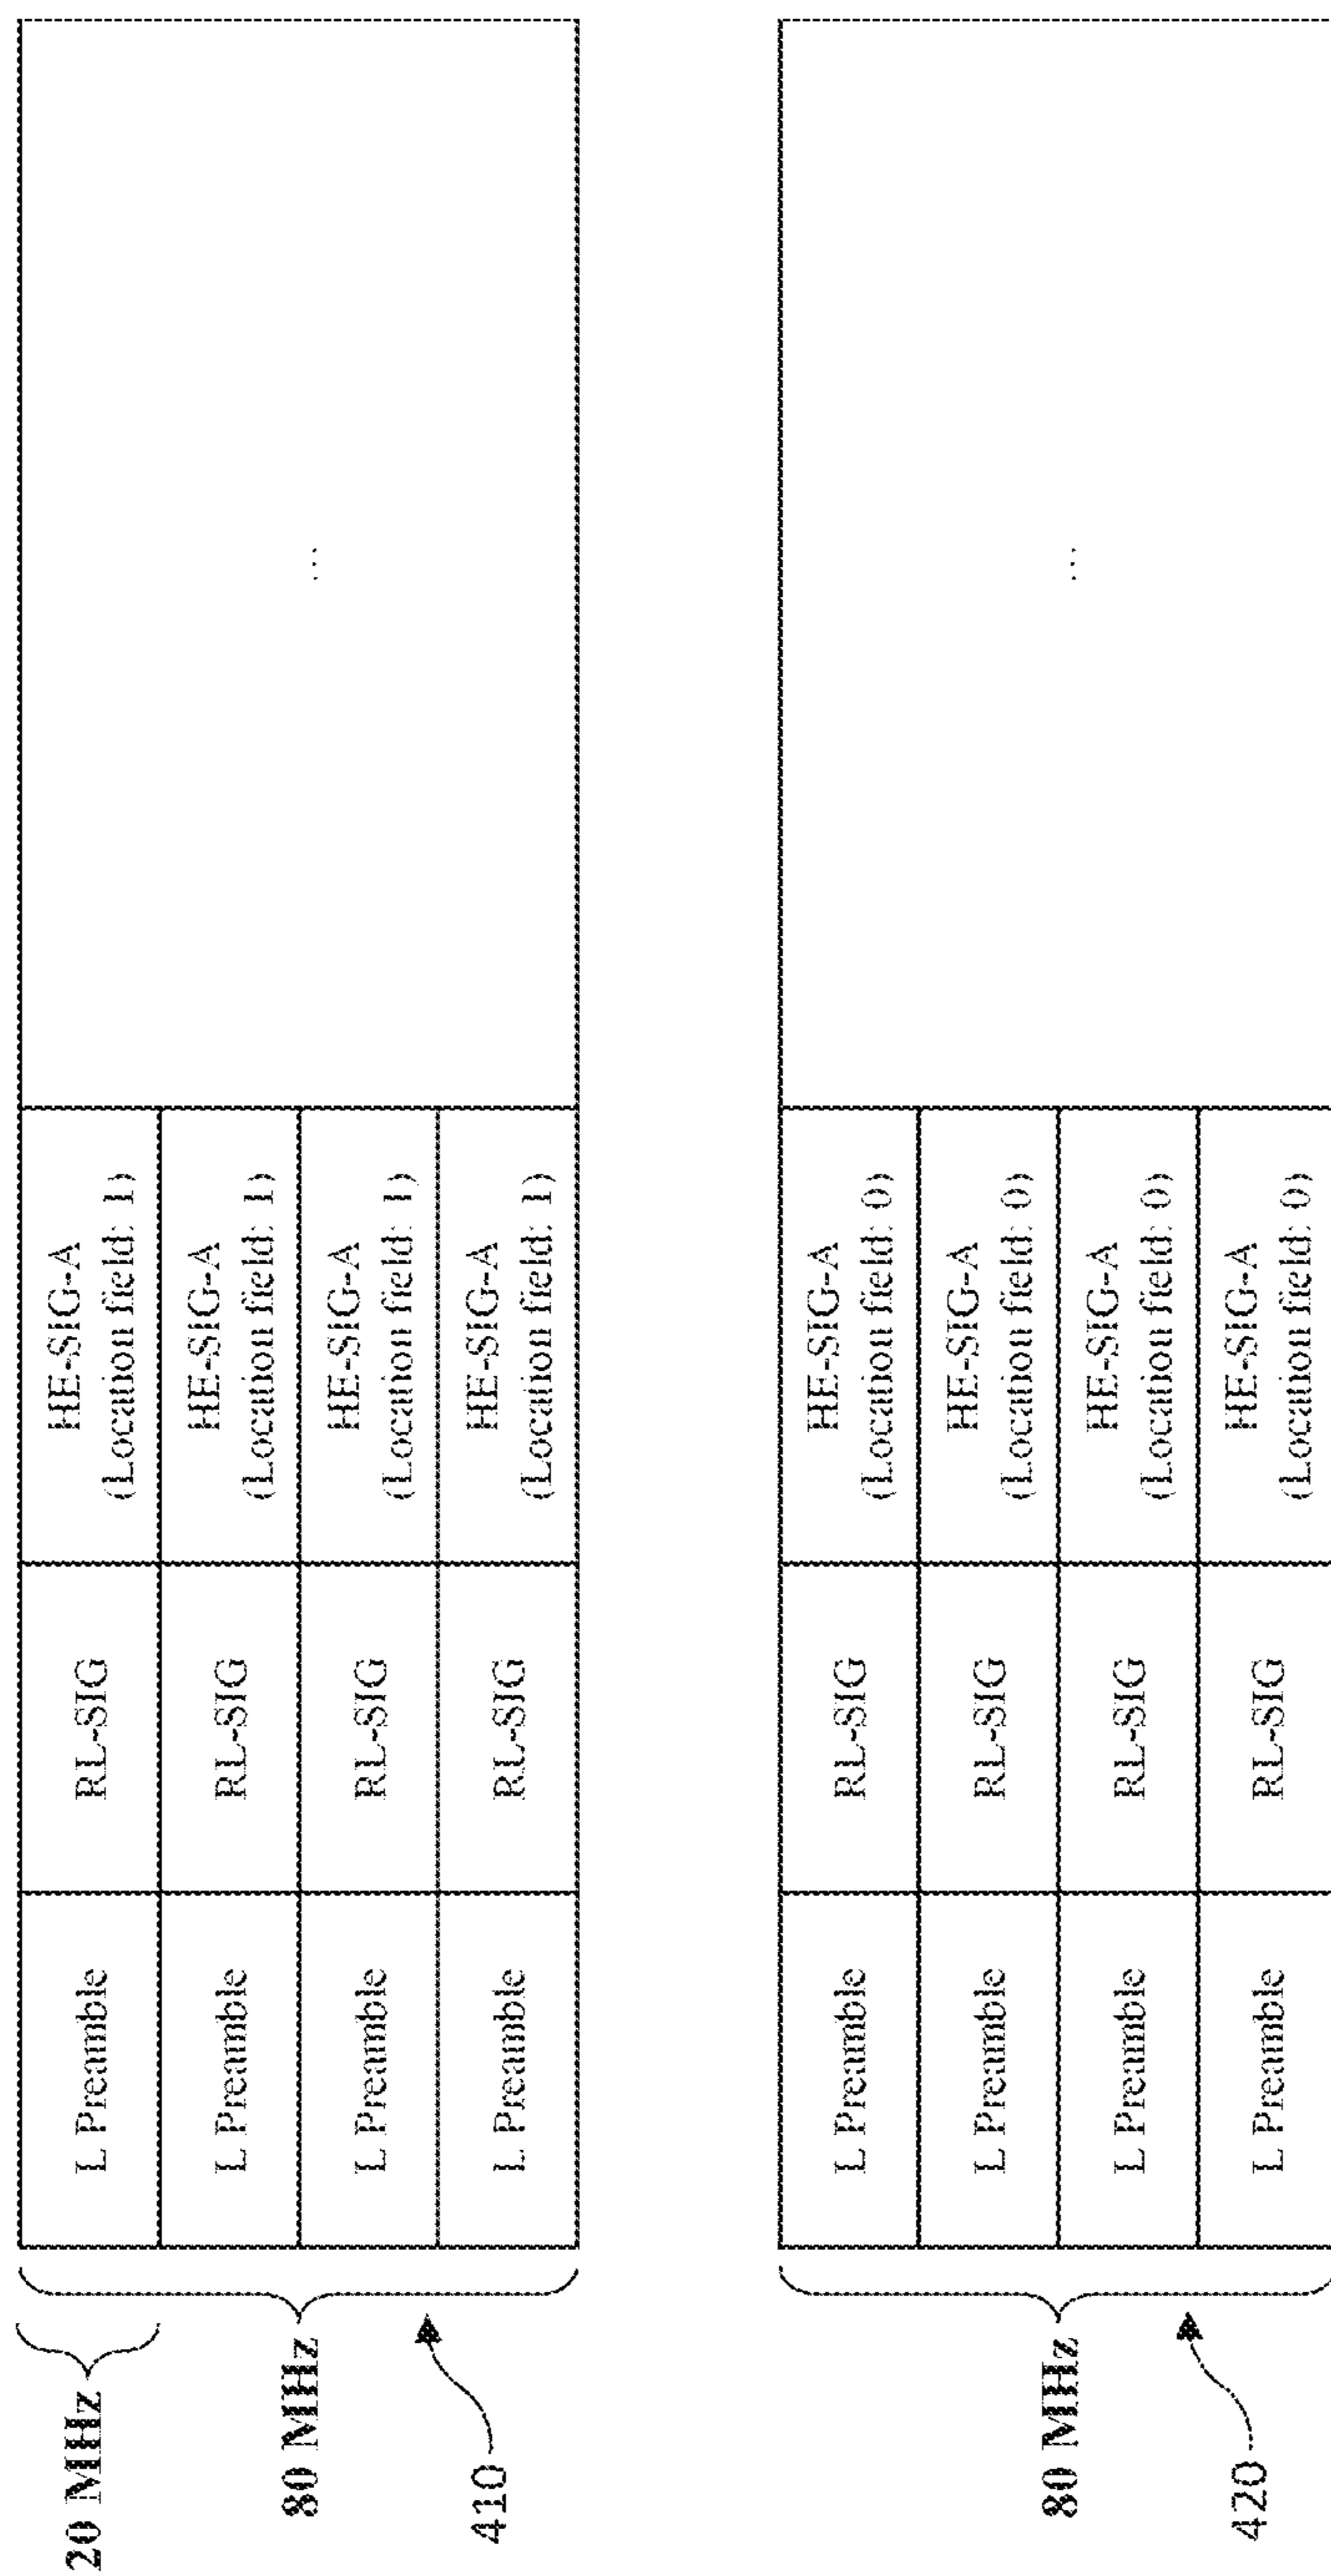 20 MHz
80 MHz
410
L Preamble
RL-SIG
HE-SIG-A
(Location field: 1)
L Preamble
RL-SIG
HE-SIG-A
(Location field: 1)
...
L Preamble
RL-SIG
HE-SIG-A
(Location field: 1)
L Preamble
RL-SIG
HE-SIG-A
(Location field: 1)
80 MHz
420
L Preamble
RL-SIG
HE-SIG-A
(Location field: 0)
L Preamble
RL-SIG
HE-SIG-A
(Location field: 0)
...
L Preamble
RL-SIG
HE-SIG-A
(Location field: 0)
L Preamble
RL-SIG
HE-SIG-A
(Location field: 0)